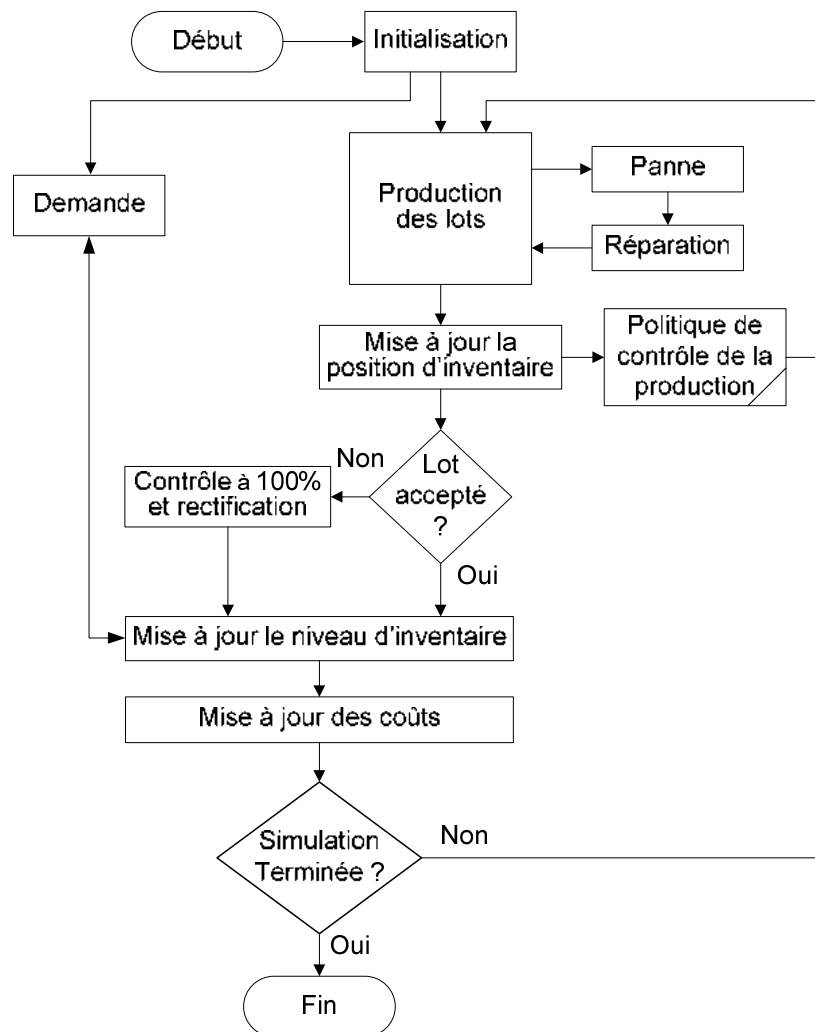 Début
Initialisation
Demande
Production
des lots
Panne
Réparation
Mise à jour la
position d'inventaire
Politique de
contrôle de la
production
Non
Lot
accepté
?
Contrôle à 100%
et rectification
Oui
Mise à jour le niveau d'inventaire
Mise à jour des coûts
Simulation
Terminée ?
Non
Oui
Fin